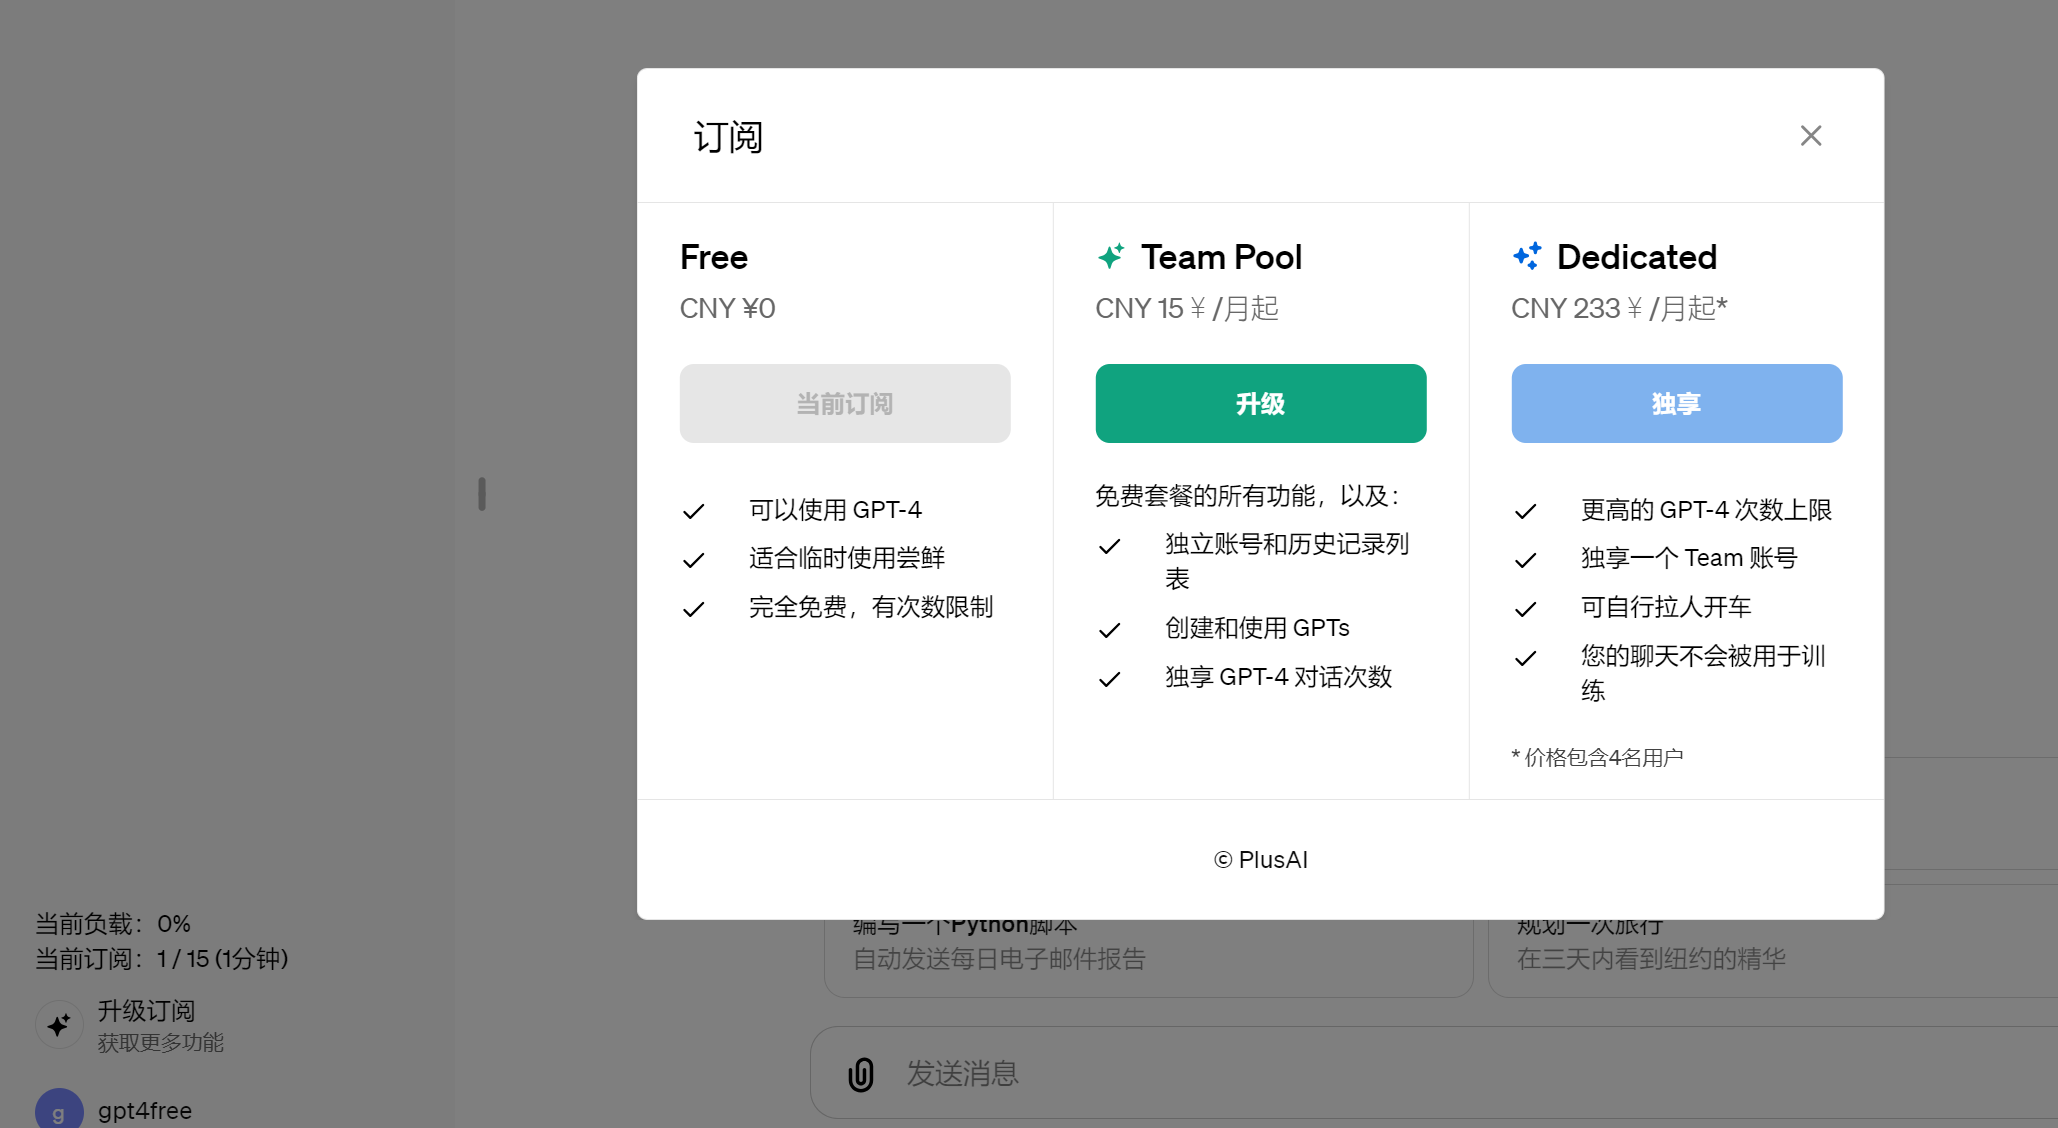 订阅
Free
CNY ¥0
当前订阅
可以使用 GPT-4
适合临时使用尝鲜
完全免费，有次数限制
Team Pool
CNY 15￥/月起
升级
免费套餐的所有功能，以及：
独立账号和历史记录列
表
创建和使用 GPTs
独享 GPT-4 对话次数
Dedicated
CNY 233￥/月起*
独享
更高的 GPT-4 次数上限
独享一个 Team 账号
可自行拉人开车
您的聊天不会被用于训
练
* 价格包含4名用户
© PlusAI
当前负载：0%
当前订阅：1 / 15 (1分钟)
升级订阅
获取更多功能
g
gpt4free
编写一个Python脚本
自动发送每日电子邮件报告
规划一次旅行
在三天内看到纽约的精华
发送消息